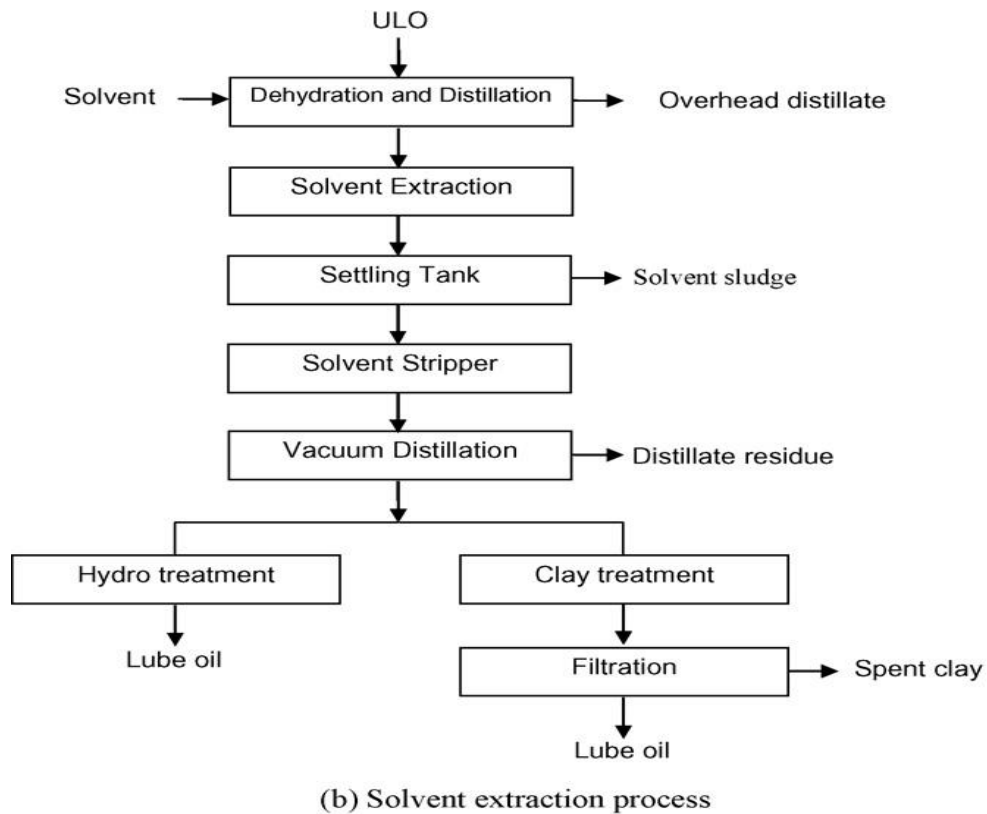 ULO
Solvent
Dehydration and Distillation
Overhead distillate
Solvent Extraction
Settling Tank
Solvent sludge
Solvent Stripper
Vacuum Distillation
Distillate residue
Hydro treatment
Clay treatment
Lube oil
Filtration
Spent clay
Lube oil
(b) Solvent extraction process